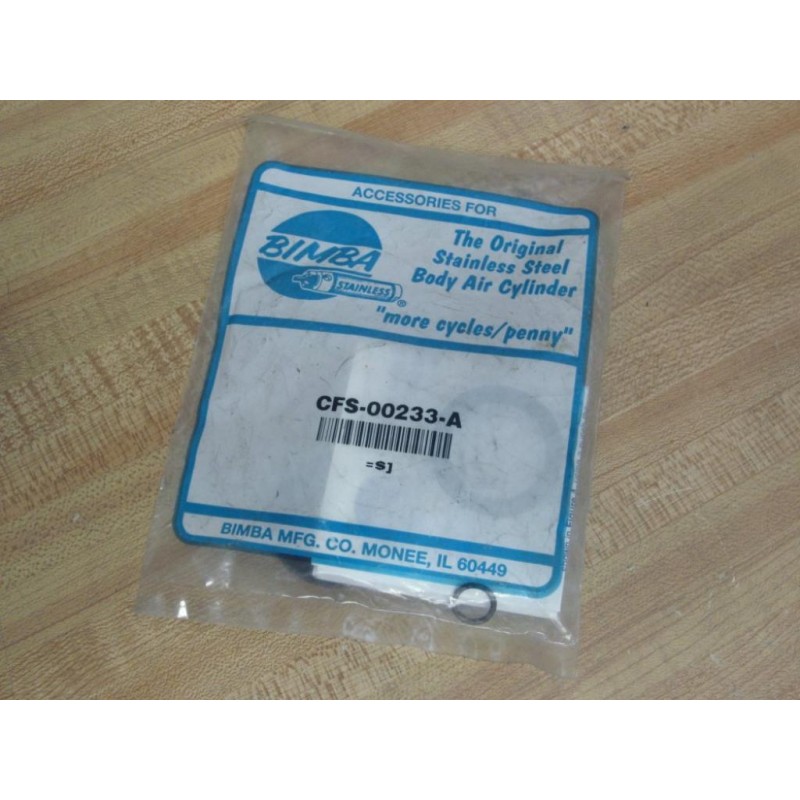 ACCESSORIES FOR
BIMBA
STAINLESS
®
The Original
Stainless Steel
Body Air Cylinder
"more cycles/penny"
CFS-00233-A
=S]
BIMBA MFG. CO. MONEE, IL 60449